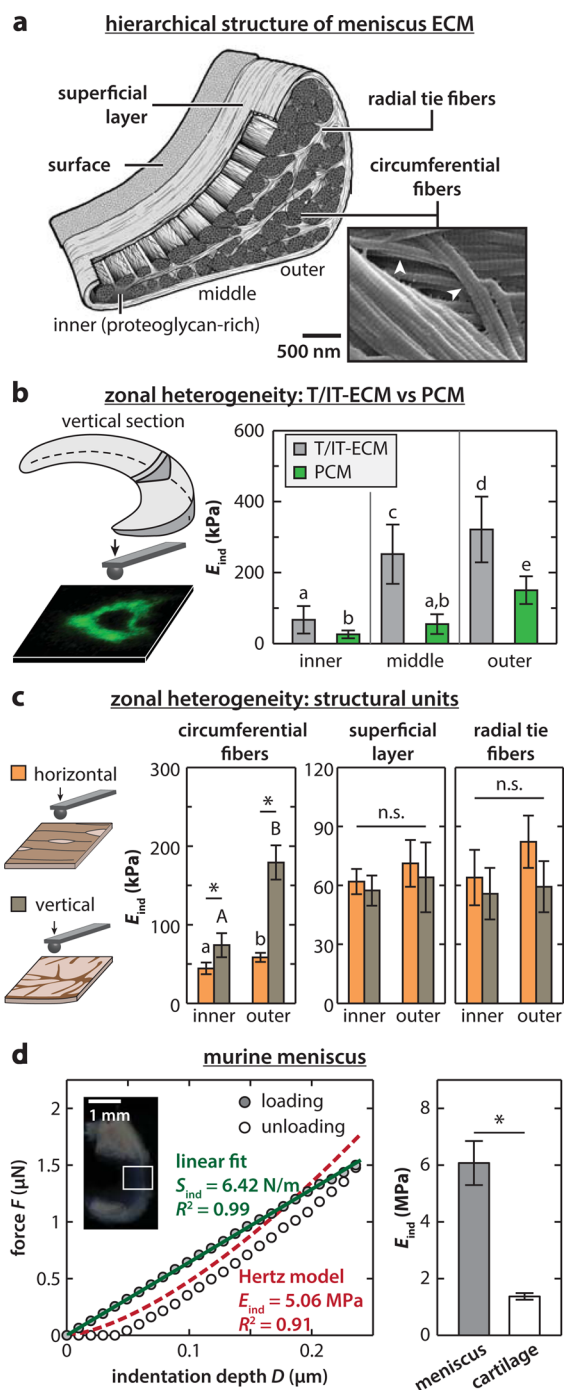 a
hierarchical structure of meniscus ECM
superficial
layer
radial tie fibers
surface
circumferential
fibers
outer
middle
inner (proteoglycan-rich)
500 nm
b
zonal heterogeneity: T/IT-ECM vs PCM
vertical section
600
400
200
0
E_ind (kPa)
T/IT-ECM
PCM
a
b
c
a,b
d
e
inner
middle
outer
c
zonal heterogeneity: structural units
circumferential
fibers
superficial
layer
radial tie
fibers
horizontal
vertical
300
200
100
0
E_ind (kPa)
*
a
A
*
b
B
inner outer
120
90
60
30
0
n.s.
inner outer
n.s.
inner outer
d
murine meniscus
2
1.5
1
0.5
0
force F (μN)
1 mm
loading
unloading
linear fit
S_ind = 6.42 N/m
R² = 0.99
Hertz model
E_ind = 5.06 MPa
R² = 0.91
0 0.1 0.2
indentation depth D (μm)
8
6
4
2
0
E_ind (MPa)
*
meniscus
cartilage